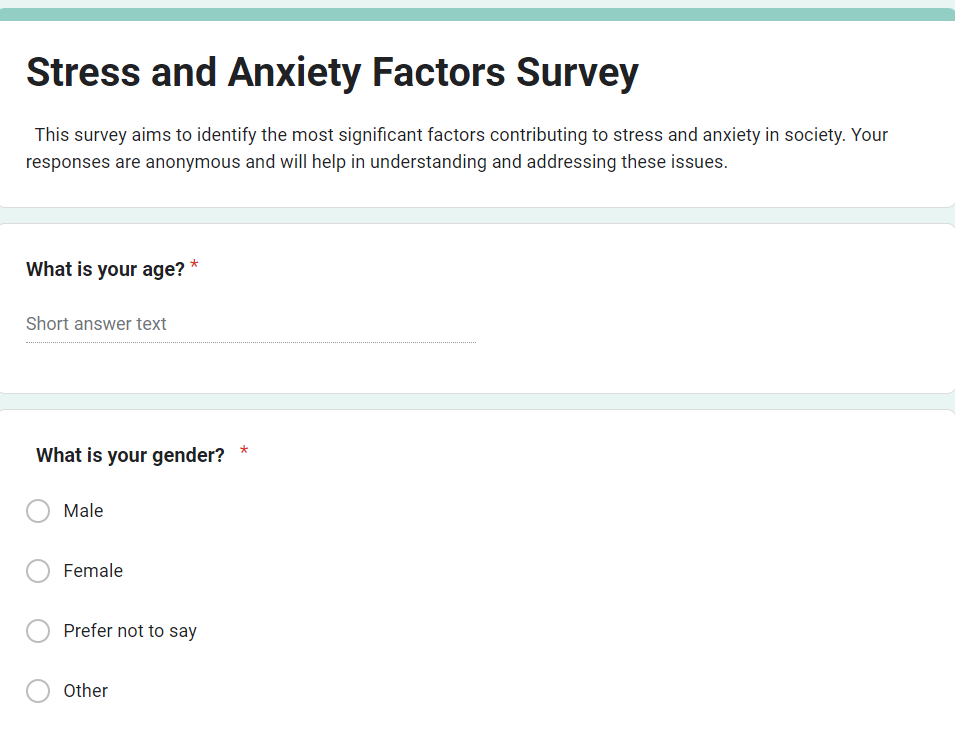 Stress and Anxiety Factors Survey
This survey aims to identify the most significant factors contributing to stress and anxiety in society. Your
responses are anonymous and will help in understanding and addressing these issues.
What is your age? *
Short answer text
What is your gender? *
Male
Female
Prefer not to say
Other